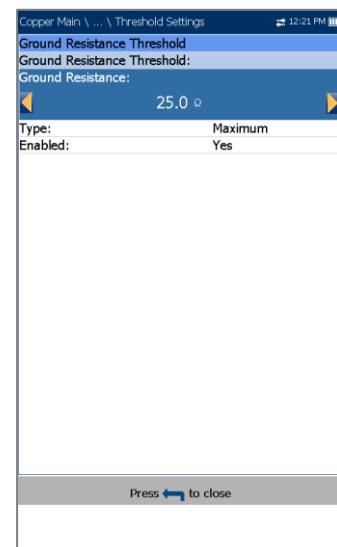 Copper Main \ ... \ Threshold Settings 12:21 PM
Ground Resistance Threshold
Ground Resistance Threshold:
Ground Resistance:
25.0 Ω
Type: Maximum
Enabled: Yes
Press to close